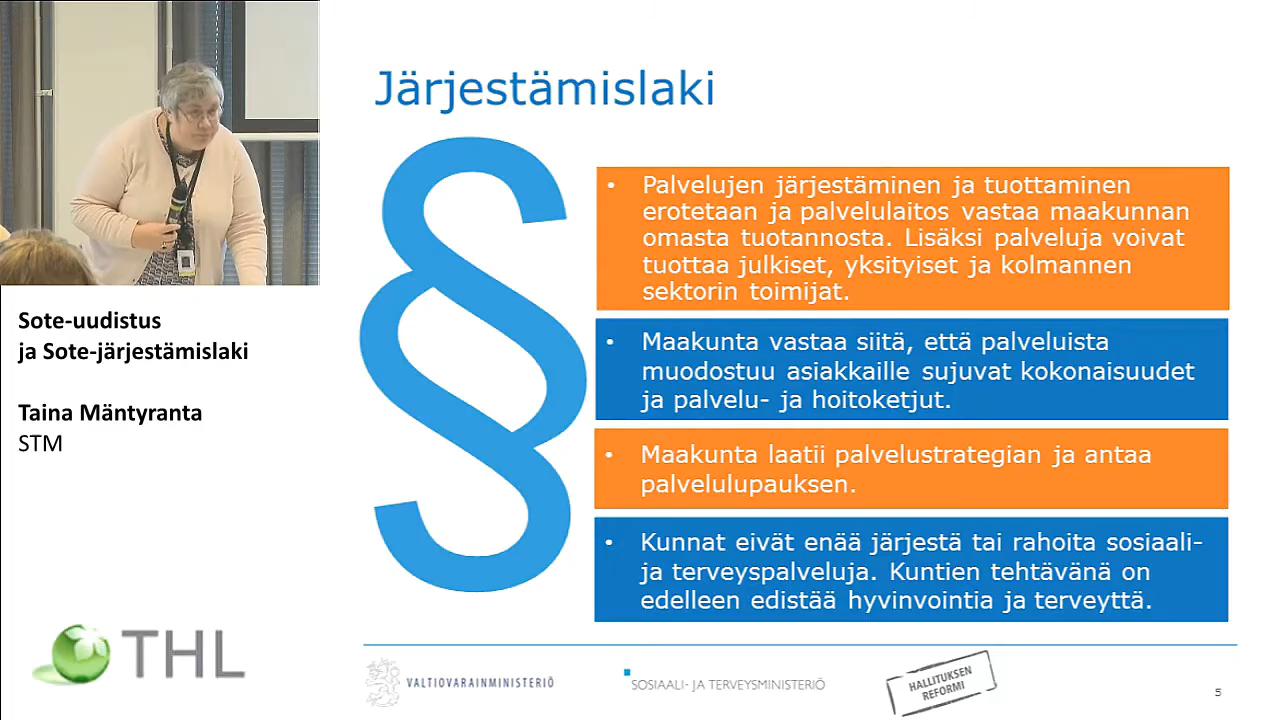 Järjestämislaki
§
• Palvelujen järjestäminen ja tuottaminen
erotetaan ja palvelulaitos vastaa maakunnan
omasta tuotannosta. Lisäksi palveluja voivat
tuottaa julkiset, yksityiset ja kolmannen
sektorin toimijat.
• Maakunta vastaa siitä, että palveluista
muodostuu asiakkaille sujuvat kokonaisuudet
ja palvelu- ja hoitoketjut.
• Maakunta laatii palvelustrategian ja antaa
palvelulupauksen.
• Kunnat eivät enää järjestä tai rahoita sosiaali-
ja terveyspalveluja. Kuntien tehtävänä on
edelleen edistää hyvinvointia ja terveyttä.
Sote-uudistus
ja Sote-järjestämislaki
Taina Mäntyranta
STM
THL
VALTIOVARAINMINISTERIÖ
SOSIAALI- JA TERVEYSMINISTERIÖ
HALLITUKSEN
REFORMI
5